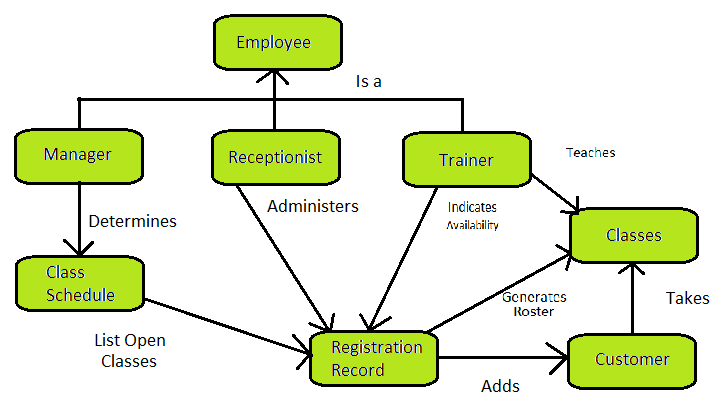 Employee
Is a
Manager
Receptionist
Trainer
Teaches
Determines
Administers
Indicates
Availability
Classes
Class
Schedule
Generates
Roster
Takes
List Open
Classes
Registration
Record
Adds
Customer